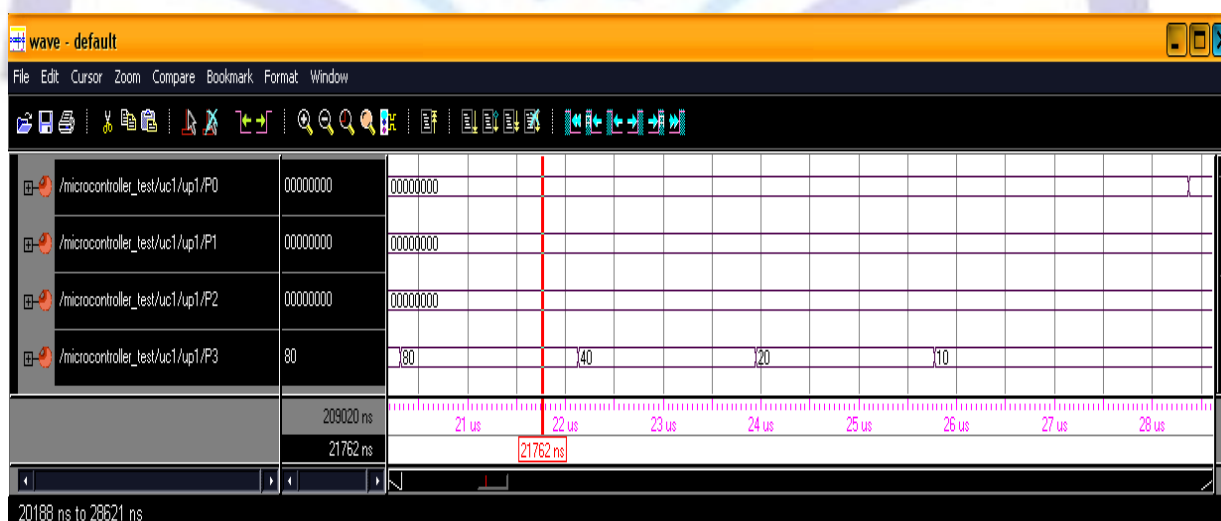 wave - default
File Edit Cursor Zoom Compare Bookmark Format Window
/microcontroller_test/uc1/up1/P0 00000000 00000000
/microcontroller_test/uc1/up1/P1 00000000 00000000
/microcontroller_test/uc1/up1/P2 00000000 00000000
/microcontroller_test/uc1/up1/P3 80 80 40 20 10
209020 ns 21 us 22 us 23 us 24 us 25 us 26 us 27 us 28 us
21762 ns 21762 ns
20188 ns to 28621 ns